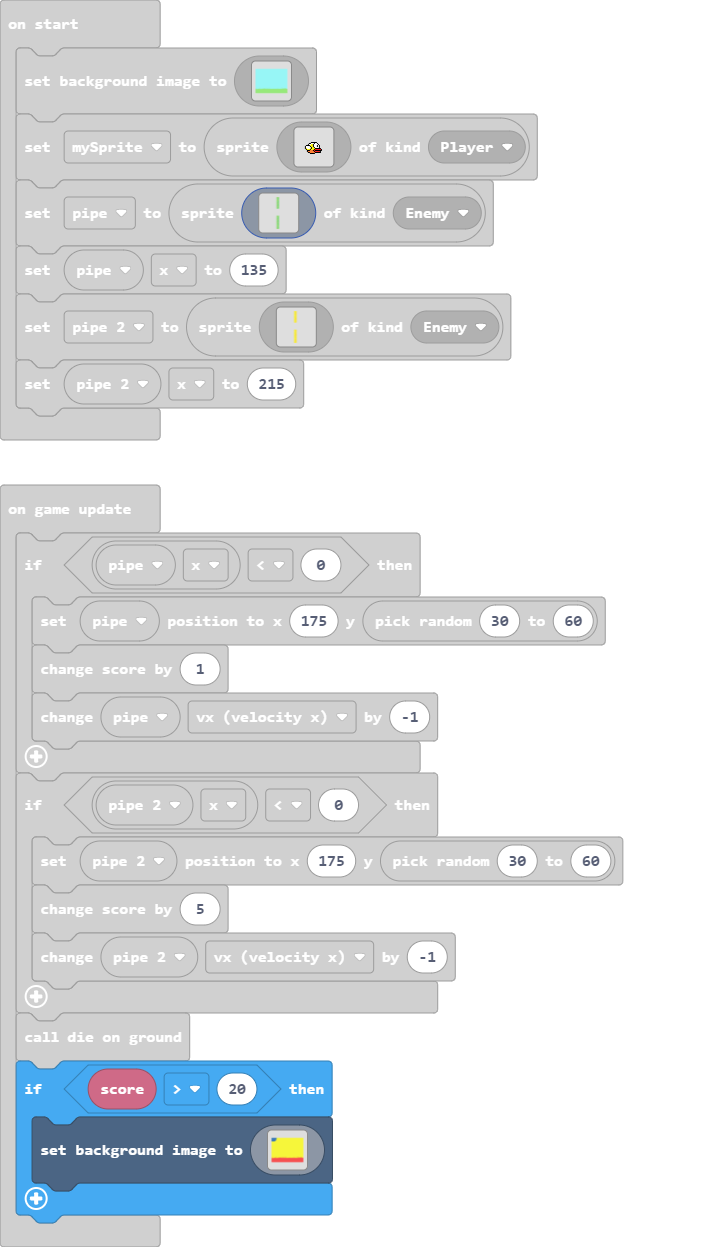 on start
set background image to
set mySprite to sprite of kind Player
set pipe to sprite of kind Enemy
set pipe x to 135
set pipe 2 to sprite of kind Enemy
set pipe 2 x to 215
on game update
if pipe x < 0 then
set pipe position to x 175 y pick random 30 to 60
change score by 1
change pipe vx (velocity x) by -1
if pipe 2 x < 0 then
set pipe 2 position to x 175 y pick random 30 to 60
change score by 5
change pipe 2 vx (velocity x) by -1
call die on ground
if score > 20 then
set background image to